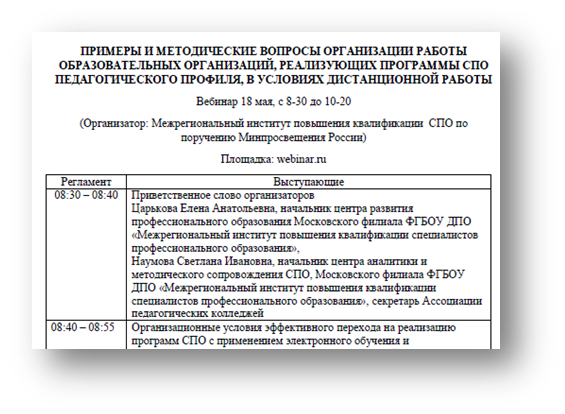 ПРИМЕРЫ И МЕТОДИЧЕСКИЕ ВОПРОСЫ ОРГАНИЗАЦИИ РАБОТЫ
ОБРАЗОВАТЕЛЬНЫХ ОРГАНИЗАЦИЙ, РЕАЛИЗУЮЩИХ ПРОГРАММЫ СПО
ПЕДАГОГИЧЕСКОГО ПРОФИЛЯ, В УСЛОВИЯХ ДИСТАНЦИОННОЙ РАБОТЫ
Вебинар 18 мая, с 8-30 до 10-20
(Организатор: Межрегиональный институт повышения квалификации СПО по
поручению Минпросвещения России)
Площадка: webinar.ru
Регламент Выступающие
08:30 – 08:40 Приветственное слово организаторов
Царькова Елена Анатольевна, начальник центра развития
профессионального образования Московского филиала ФГБОУ ДПО
«Межрегиональный институт повышения квалификации специалистов
профессионального образования»,
Наумова Светлана Ивановна, начальник центра аналитики и
методического сопровождения СПО, Московского филиала ФГБОУ
ДПО «Межрегиональный институт повышения квалификации
специалистов профессионального образования», секретарь Ассоциации
педагогических колледжей
08:40 – 08:55 Организационные условия эффективного перехода на реализацию
программ СПО с применением электронного обучения и